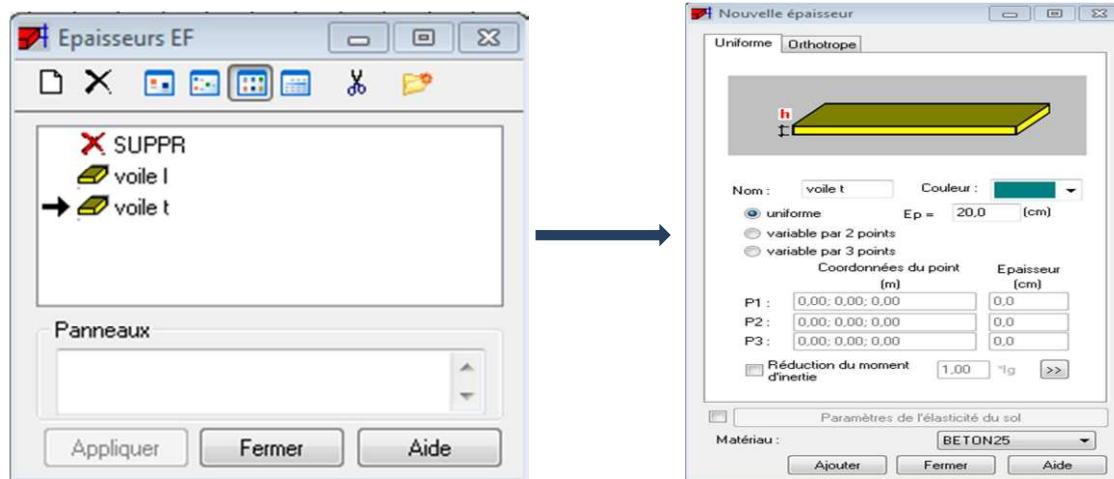 Epaisseurs EF
SUPPR
voile l
voile t
Panneaux
Appliquer Fermer Aide
Nouvelle épaisseur
Uniforme Orthotrope
h
Nom : voile t Couleur :
uniforme Ep = 20,0 (cm)
variable par 2 points
variable par 3 points
Coordonnées du point Epaisseur
(m) (cm)
P1 : 0,00; 0,00; 0,00 0,0
P2 : 0,00; 0,00; 0,00 0,0
P3 : 0,00; 0,00; 0,00 0,0
Réduction du moment
d'inertie 1,00 *Ig >>
Paramètres de l'élasticité du sol
Matériau : BETON25
Ajouter Fermer Aide